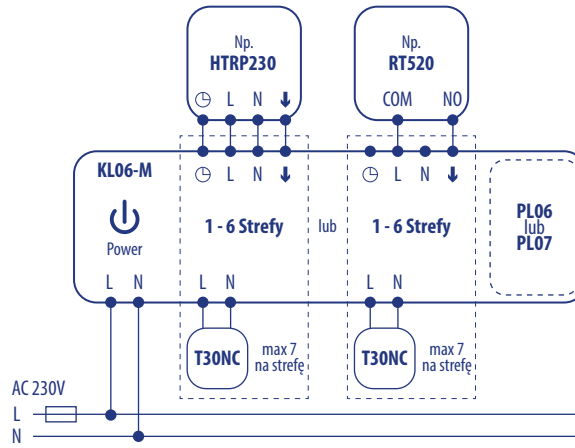 Np.
HTRP230
L N
Np.
RT520
COM NO
KL06-M
L N
L N
Power
1 - 6 Strefy
lub
1 - 6 Strefy
PL06
lub
PL07
L N
L N
L N
T30NC
max 7
na strefę
T30NC
max 7
na strefę
AC 230V
L
N